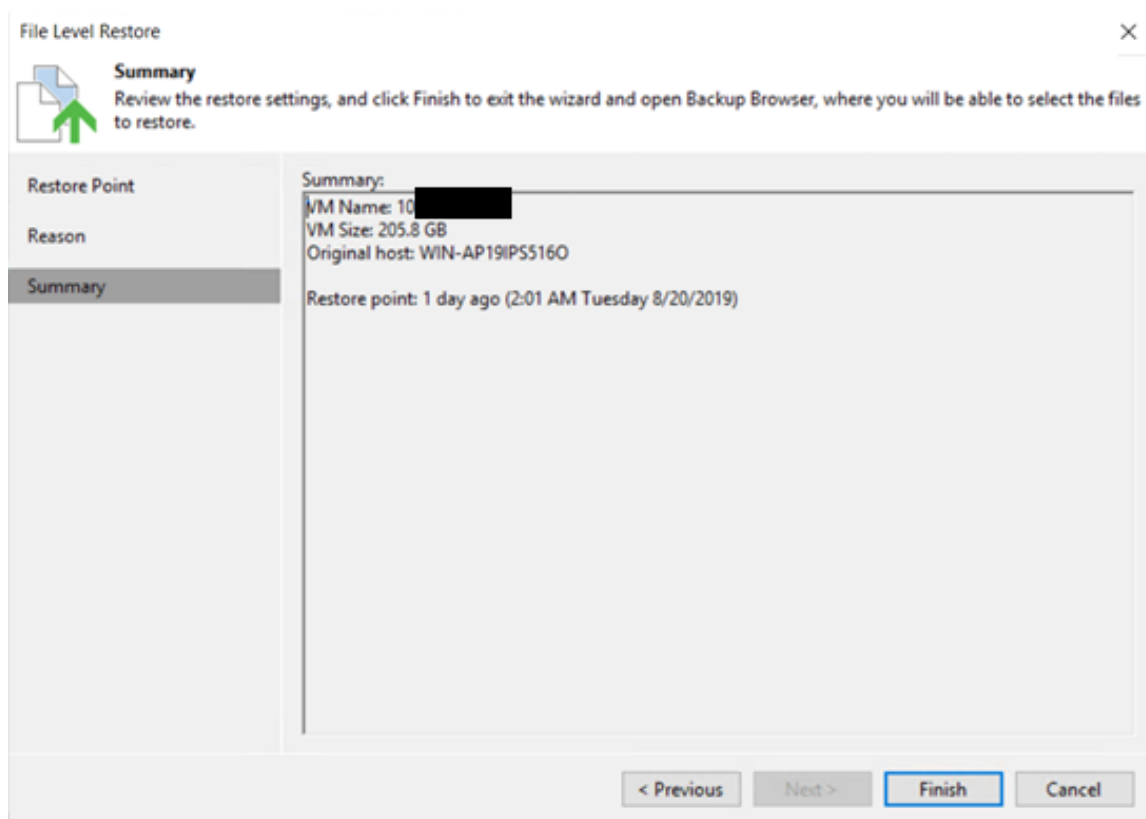 File Level Restore
Summary
Review the restore settings, and click Finish to exit the wizard and open Backup Browser, where you will be able to select the files
to restore.
Restore Point
Reason
Summary
Summary:
VM Name: 10
VM Size: 205.8 GB
Original host: WIN-AP19IPS516O
Restore point: 1 day ago (2:01 AM Tuesday 8/20/2019)
< Previous
Next >
Finish
Cancel